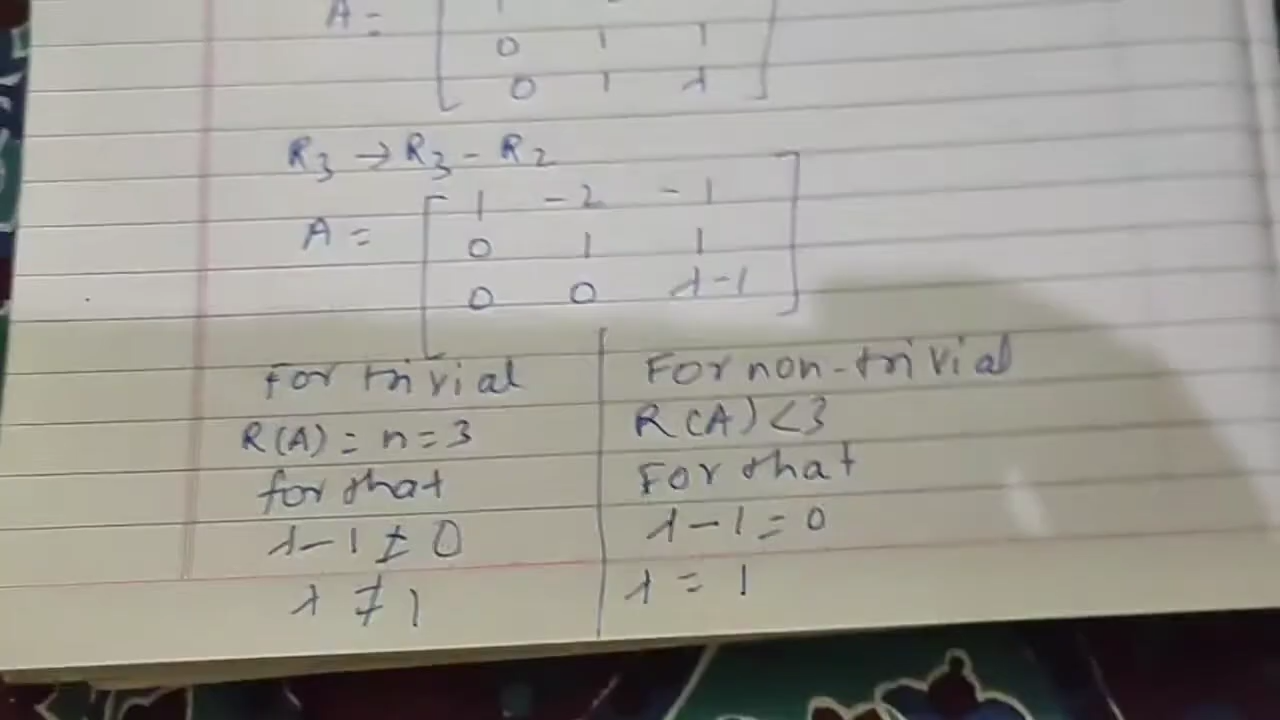 A =
0 1 1
0 1 λ
R3 → R3 - R2
1 -2 -1
A = 0 1 1
0 0 λ-1
For trivial
R(A) = n = 3
for that
λ-1 ≠ 0
λ ≠ 1
For non-trivial
R(A) < 3
For that
λ-1 = 0
λ = 1